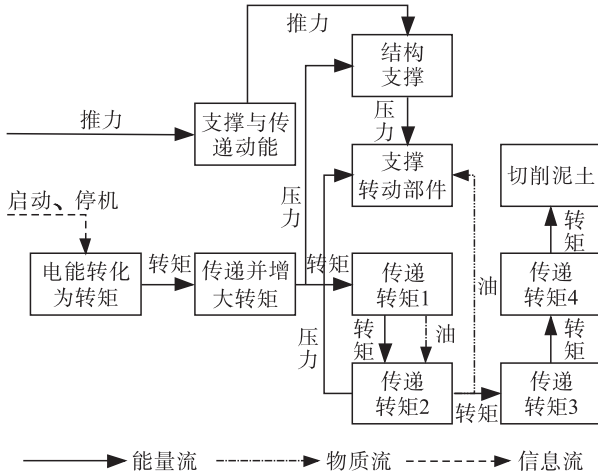 推力
结构
支撑
推力
支撑与传
递动能
压
力
支撑
转动部件
切削泥土
启动、停机
压
力
转
矩
电能转化
为转矩
转矩
传递并增
大转矩
转矩
传递
转矩1
油
传递
转矩4
压
力
转
矩
油
转
矩
传递
转矩2
转矩
传递
转矩3
能量流
物质流
信息流